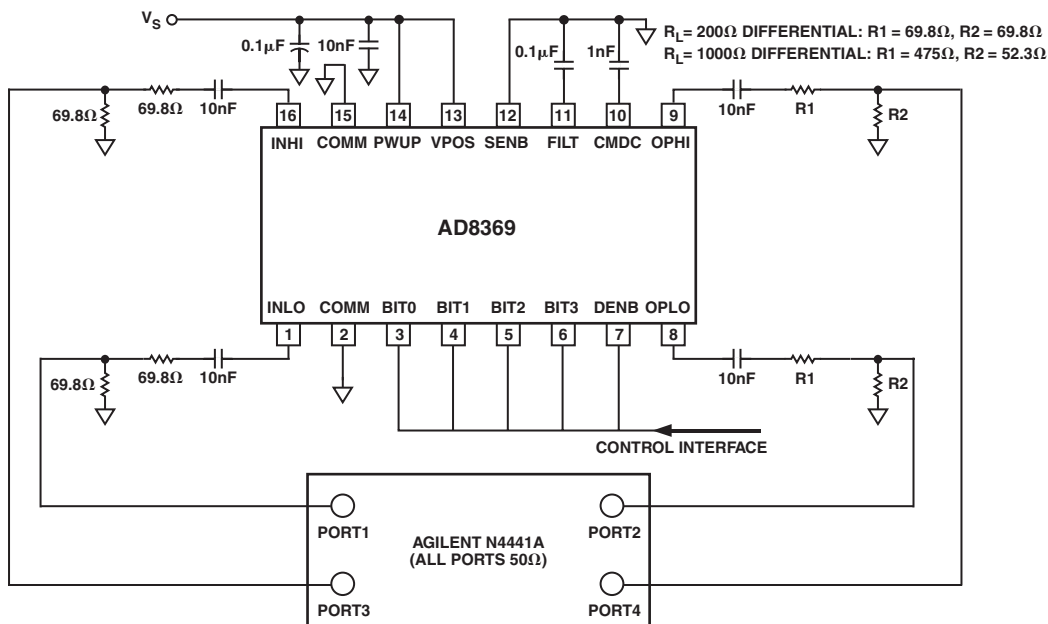 VS
0.1μF
10nF
0.1μF
1nF
RL= 200Ω DIFFERENTIAL: R1 = 69.8Ω, R2 = 69.8Ω
RL= 1000Ω DIFFERENTIAL: R1 = 475Ω, R2 = 52.3Ω
69.8Ω
69.8Ω
10nF
10nF
R1
R2
16
15
14
13
12
11
10
9
INHI
COMM
PWUP
VPOS
SENB
FILT
CMDC
OPHI
AD8369
INLO
COMM
BIT0
BIT1
BIT2
BIT3
DENB
OPLO
1
2
3
4
5
6
7
8
69.8Ω
69.8Ω
10nF
10nF
R1
R2
CONTROL INTERFACE
PORT1
PORT2
AGILENT N4441A
(ALL PORTS 50Ω)
PORT3
PORT4